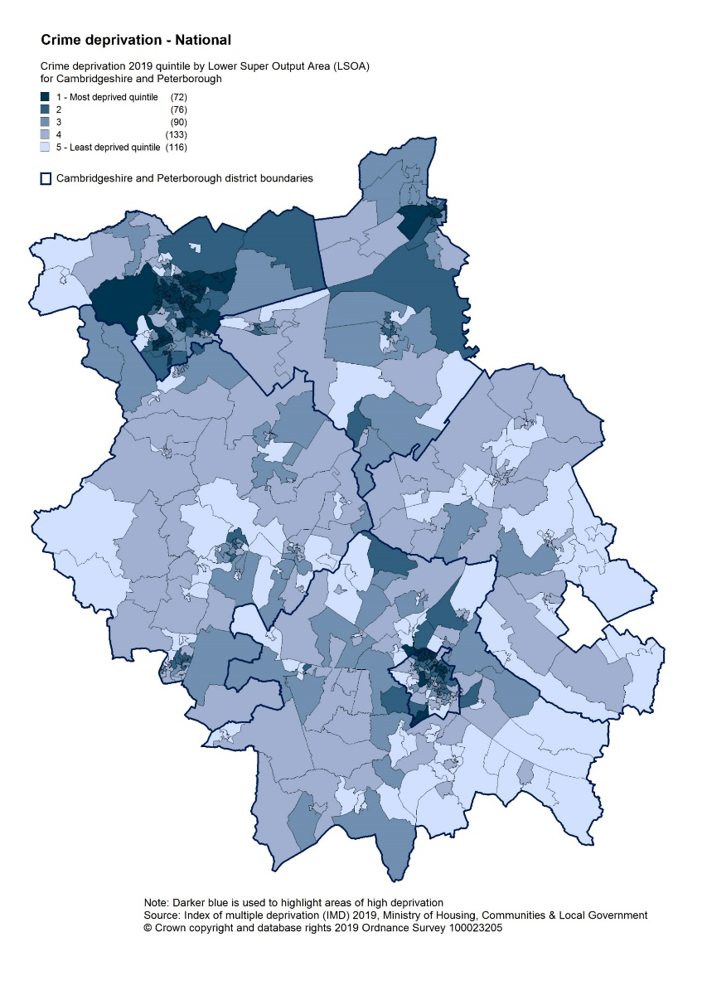 Crime deprivation - National
Crime deprivation 2019 quintile by Lower Super Output Area (LSOA)
for Cambridgeshire and Peterborough
1 - Most deprived quintile (72)
2 (76)
3 (90)
4 (133)
5 - Least deprived quintile (116)
Cambridgeshire and Peterborough district boundaries
Note: Darker blue is used to highlight areas of high deprivation
Source: Index of multiple deprivation (IMD) 2019, Ministry of Housing, Communities & Local Government
© Crown copyright and database rights 2019 Ordnance Survey 100023205